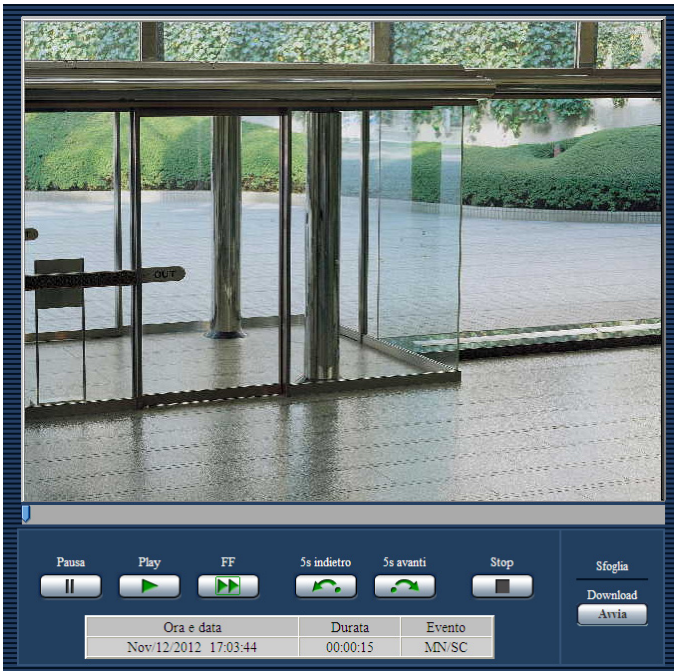 OUT
Pausa Play FF 5s indietro 5s avanti Stop
Sfoglia
Download
Avvia
Ora e data Durata Evento
Nov/12/2012 17:03:44 00:00:15 MN/SC